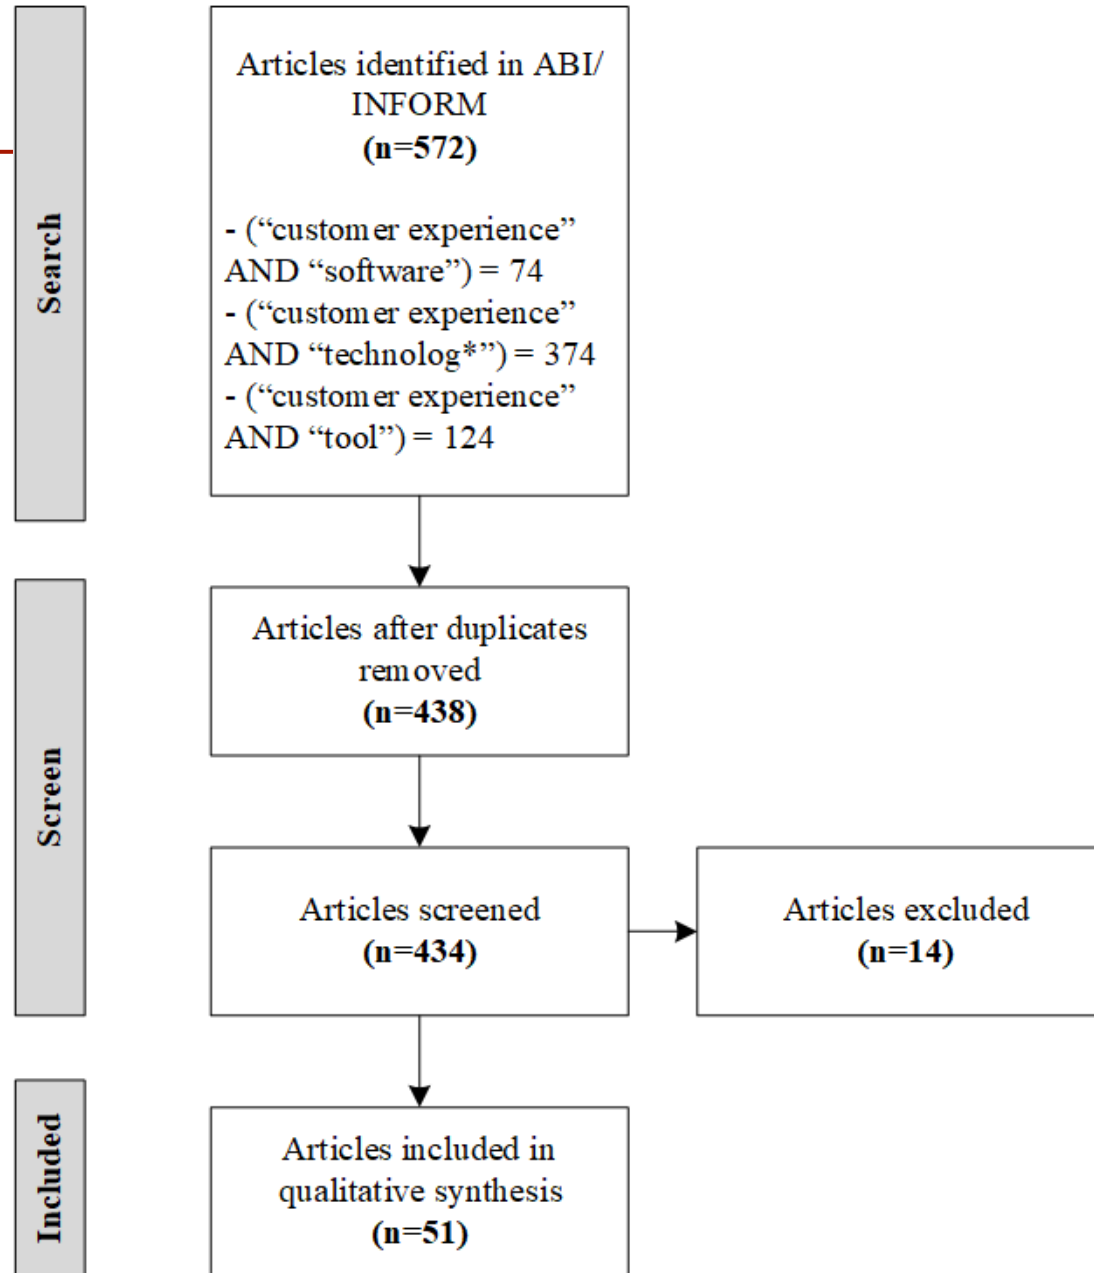 Search
Articles identified in ABI/
INFORM
(n=572)
- (“customer experience”
AND “software”) = 74
- (“customer experience”
AND “technolog*”) = 374
- (“customer experience”
AND “tool”) = 124
Screen
Articles after duplicates
removed
(n=438)
Articles screened
(n=434)
Articles excluded
(n=14)
Included
Articles included in
qualitative synthesis
(n=51)